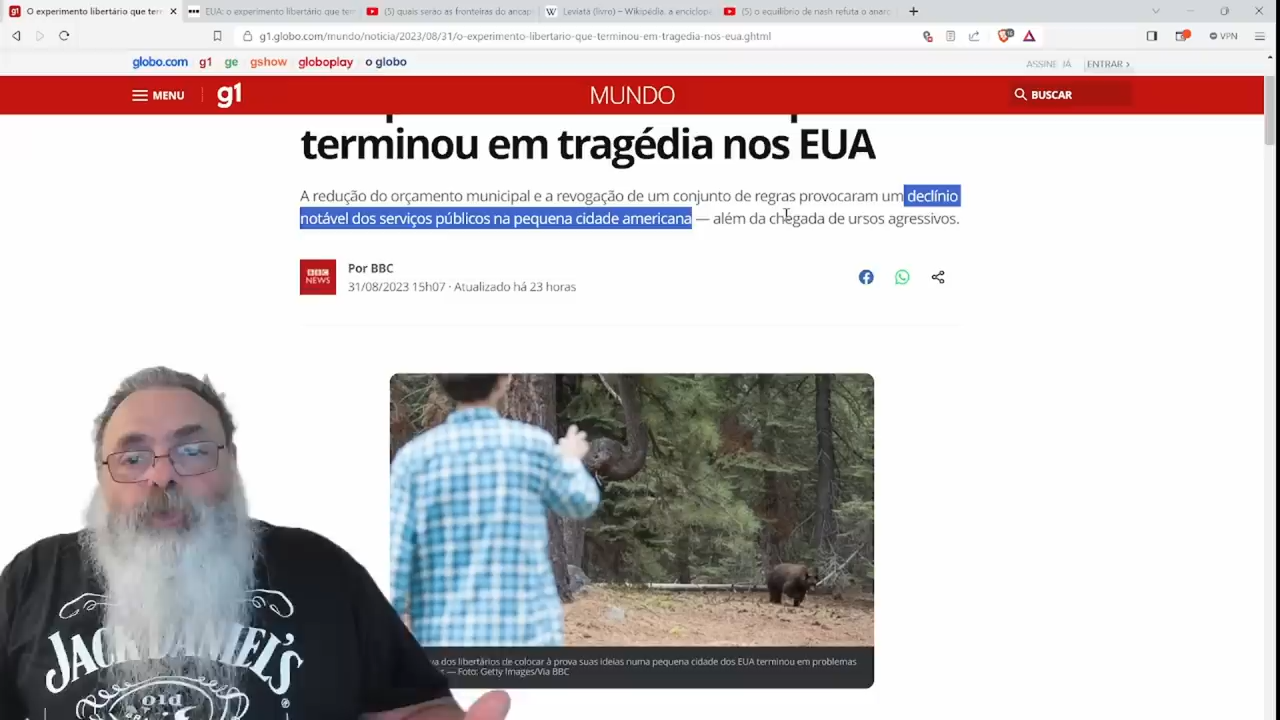 O experimento libertário que terr
EUA: o experimento libertário que tem
(5) quais serão as fronteiras do ancap
Leviatã (livro) – Wikipédia, a enciclopé
(5) o equilíbrio de nash refuta o anarc
g1.globo.com/mundo/noticia/2023/08/31/o-experimento-libertario-que-terminou-em-tragedia-nos-eua.ghtml
VPN
globo.com g1 ge gshow globoplay o globo
ASSINE JÁ ENTRAR ›
MENU g1 MUNDO BUSCAR
terminou em tragédia nos EUA
A redução do orçamento municipal e a revogação de um conjunto de regras provocaram um declínio
notável dos serviços públicos na pequena cidade americana — além da chegada de ursos agressivos.
BBC
NEWS
Por BBC
31/08/2023 15h07 · Atualizado há 23 horas
dos libertários de colocar à prova suas ideias numa pequena cidade dos EUA terminou em problemas
— Foto: Getty Images/Via BBC
JACK DANIEL'S
old